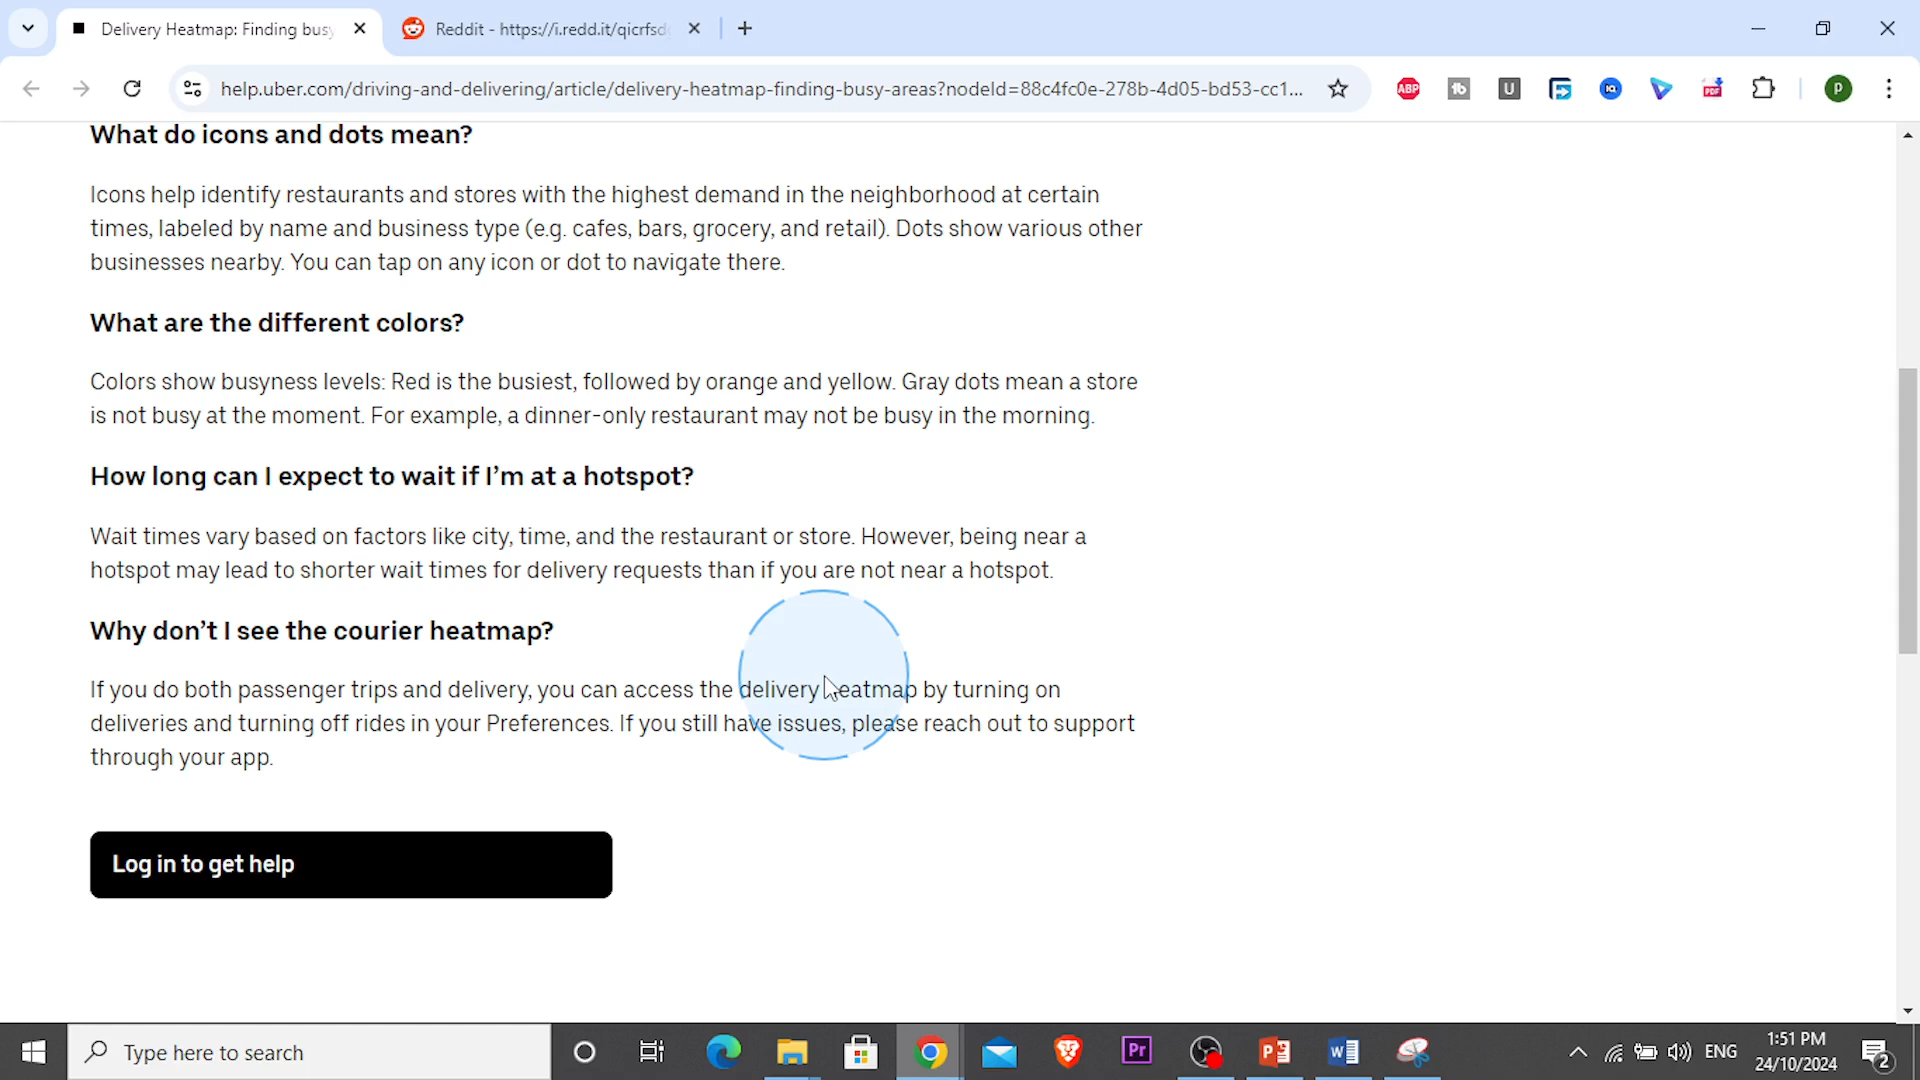 Delivery Heatmap: Finding busy
Reddit - https://i.redd.it/qicrfsd
help.uber.com/driving-and-delivering/article/delivery-heatmap-finding-busy-areas?nodeId=88c4fc0e-278b-4d05-bd53-cc1...
ABP
tb
U
PDF
P
What do icons and dots mean?
Icons help identify restaurants and stores with the highest demand in the neighborhood at certain
times, labeled by name and business type (e.g. cafes, bars, grocery, and retail). Dots show various other
businesses nearby. You can tap on any icon or dot to navigate there.
What are the different colors?
Colors show busyness levels: Red is the busiest, followed by orange and yellow. Gray dots mean a store
is not busy at the moment. For example, a dinner-only restaurant may not be busy in the morning.
How long can I expect to wait if I’m at a hotspot?
Wait times vary based on factors like city, time, and the restaurant or store. However, being near a
hotspot may lead to shorter wait times for delivery requests than if you are not near a hotspot.
Why don’t I see the courier heatmap?
If you do both passenger trips and delivery, you can access the delivery heatmap by turning on
deliveries and turning off rides in your Preferences. If you still have issues, please reach out to support
through your app.
Log in to get help
Type here to search
Pr
P
W
ENG
1:51 PM
24/10/2024
2